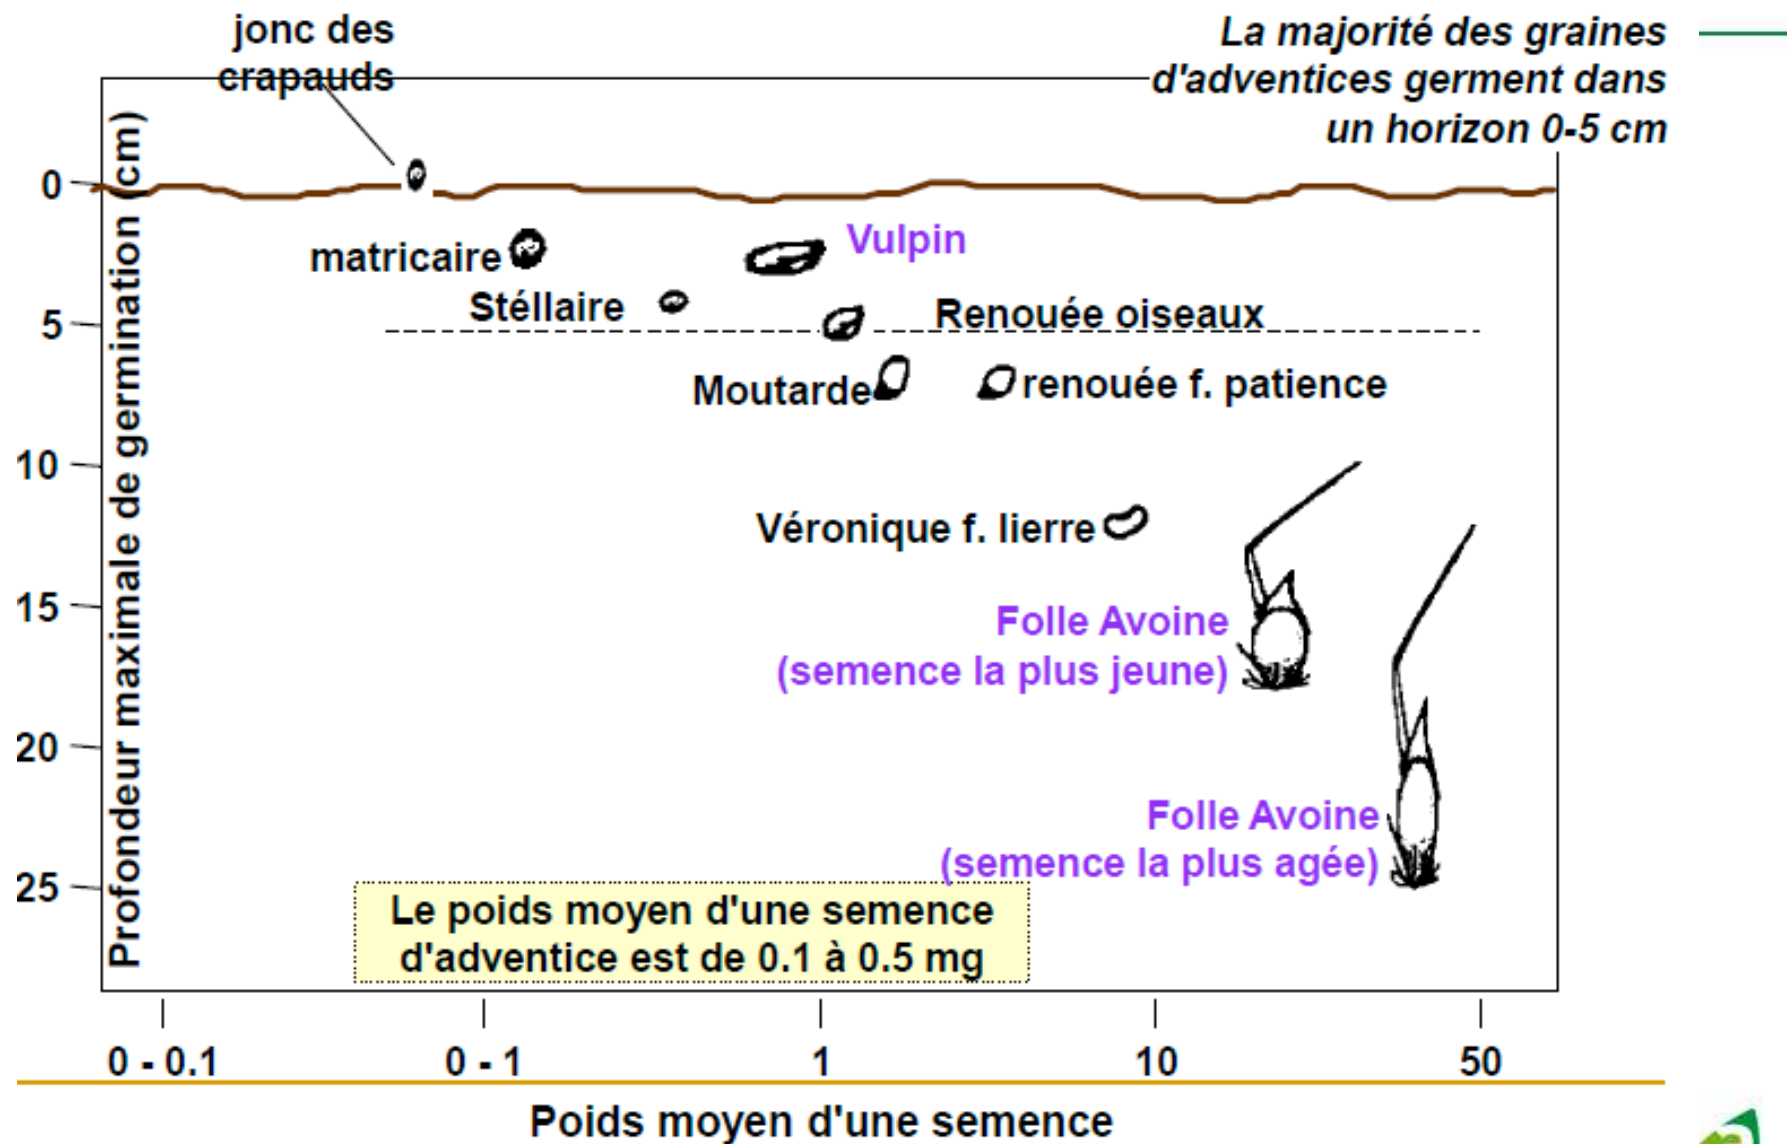 jonc des
crapauds
La majorité des graines
d'adventices germent dans
un horizon 0-5 cm
Profondeur maximale de germination (cm)
0
5
10
15
20
25
matricaire
Vulpin
Stéllaire
Renouée oiseaux
Moutarde
renouée f. patience
Véronique f. lierre
Folle Avoine
(semence la plus jeune)
Folle Avoine
(semence la plus agée)
Le poids moyen d'une semence
d'adventice est de 0.1 à 0.5 mg
0 - 0.1
0 - 1
1
10
50
Poids moyen d'une semence